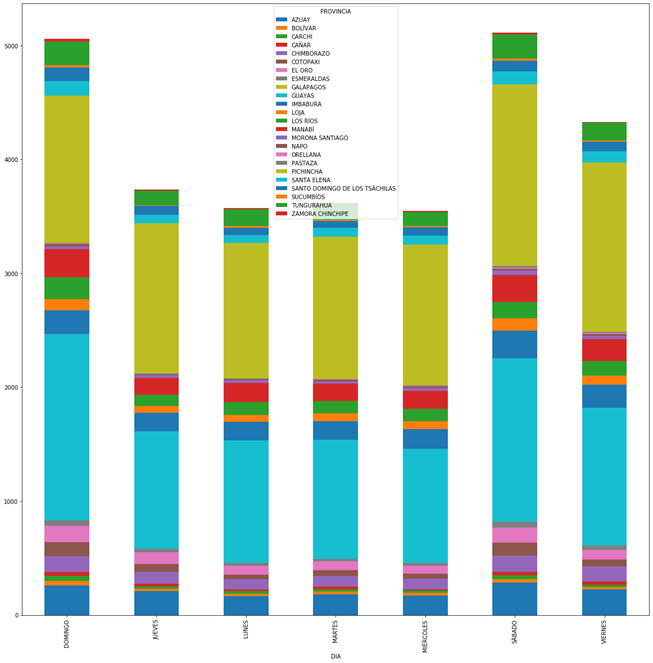 PROVINCIA
AZUAY
BOLÍVAR
CARCHI
CAÑAR
CHIMBORAZO
COTOPAXI
EL ORO
ESMERALDAS
GALÁPAGOS
GUAYAS
IMBABURA
LOJA
LOS RÍOS
MANABÍ
MORONA SANTIAGO
NAPO
ORELLANA
PASTAZA
PICHINCHA
SANTA ELENA
SANTO DOMINGO DE LOS TSÁCHILAS
SUCUMBÍOS
TUNGURAHUA
ZAMORA CHINCHIPE
5000
4000
3000
2000
1000
0
DOMINGO
JUEVES
LUNES
MARTES
MIÉRCOLES
SÁBADO
VIERNES
DIA